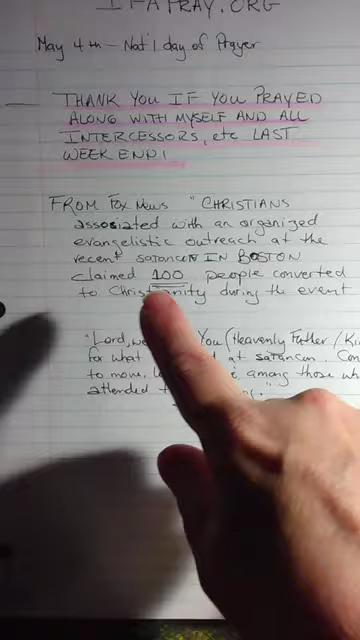 IFAPRAY.ORG
May 4th - Nat'l day of Prayer
THANK YOU IF YOU PRAYED
ALONG WITH MYSELF AND ALL
INTERCESSORS, etc LAST
WEEK END!
FROM FOX NEWS "CHRISTIANS
associated with an organized
evangelistic outreach at the
recent satancon IN BOSTON
claimed 100 people converted
to Christianity during the event
"Lord, we You (Heavenly Father / Ki
for what at satancon. Con
to move, among those wh
attended